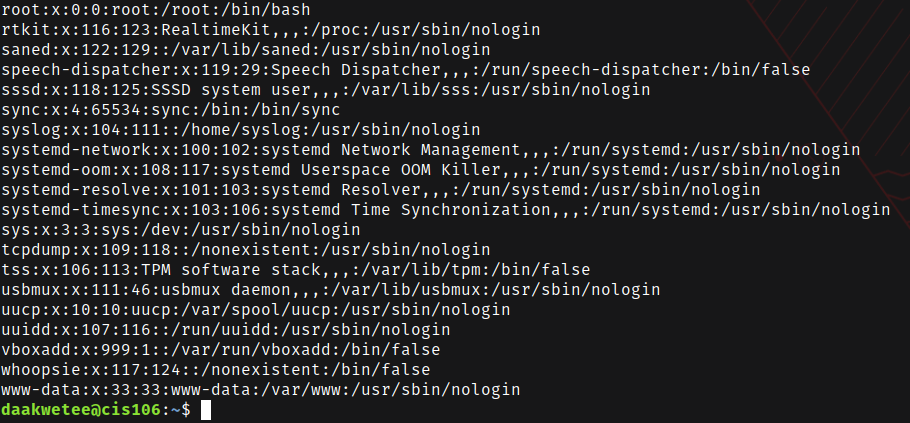 root:x:0:0:root:/root:/bin/bash
rtkit:x:116:123:RealtimeKit,,,:/proc:/usr/sbin/nologin
saned:x:122:129::/var/lib/saned:/usr/sbin/nologin
speech-dispatcher:x:119:29:Speech Dispatcher,,,:/run/speech-dispatcher:/bin/false
sssd:x:118:125:SSSD system user,,,:/var/lib/sss:/usr/sbin/nologin
sync:x:4:65534:sync:/bin:/bin/sync
syslog:x:104:111::/home/syslog:/usr/sbin/nologin
systemd-network:x:100:102:systemd Network Management,,,:/run/systemd:/usr/sbin/nologin
systemd-oom:x:108:117:systemd Userspace OOM Killer,,,:/run/systemd:/usr/sbin/nologin
systemd-resolve:x:101:103:systemd Resolver,,,:/run/systemd:/usr/sbin/nologin
systemd-timesync:x:103:106:systemd Time Synchronization,,,:/run/systemd:/usr/sbin/nologin
sys:x:3:3:sys:/dev:/usr/sbin/nologin
tcpdump:x:109:118::/nonexistent:/usr/sbin/nologin
tss:x:106:113:TPM software stack,,,:/var/lib/tpm:/bin/false
usbmux:x:111:46:usbmux daemon,,,:/var/lib/usbmux:/usr/sbin/nologin
uucp:x:10:10:uucp:/var/spool/uucp:/usr/sbin/nologin
uuidd:x:107:116::/run/uuidd:/usr/sbin/nologin
vboxadd:x:999:1::/var/run/vboxadd:/bin/false
whoopsie:x:117:124::/nonexistent:/bin/false
www-data:x:33:33:www-data:/var/www:/usr/sbin/nologin
daakwetee@cis106:~$